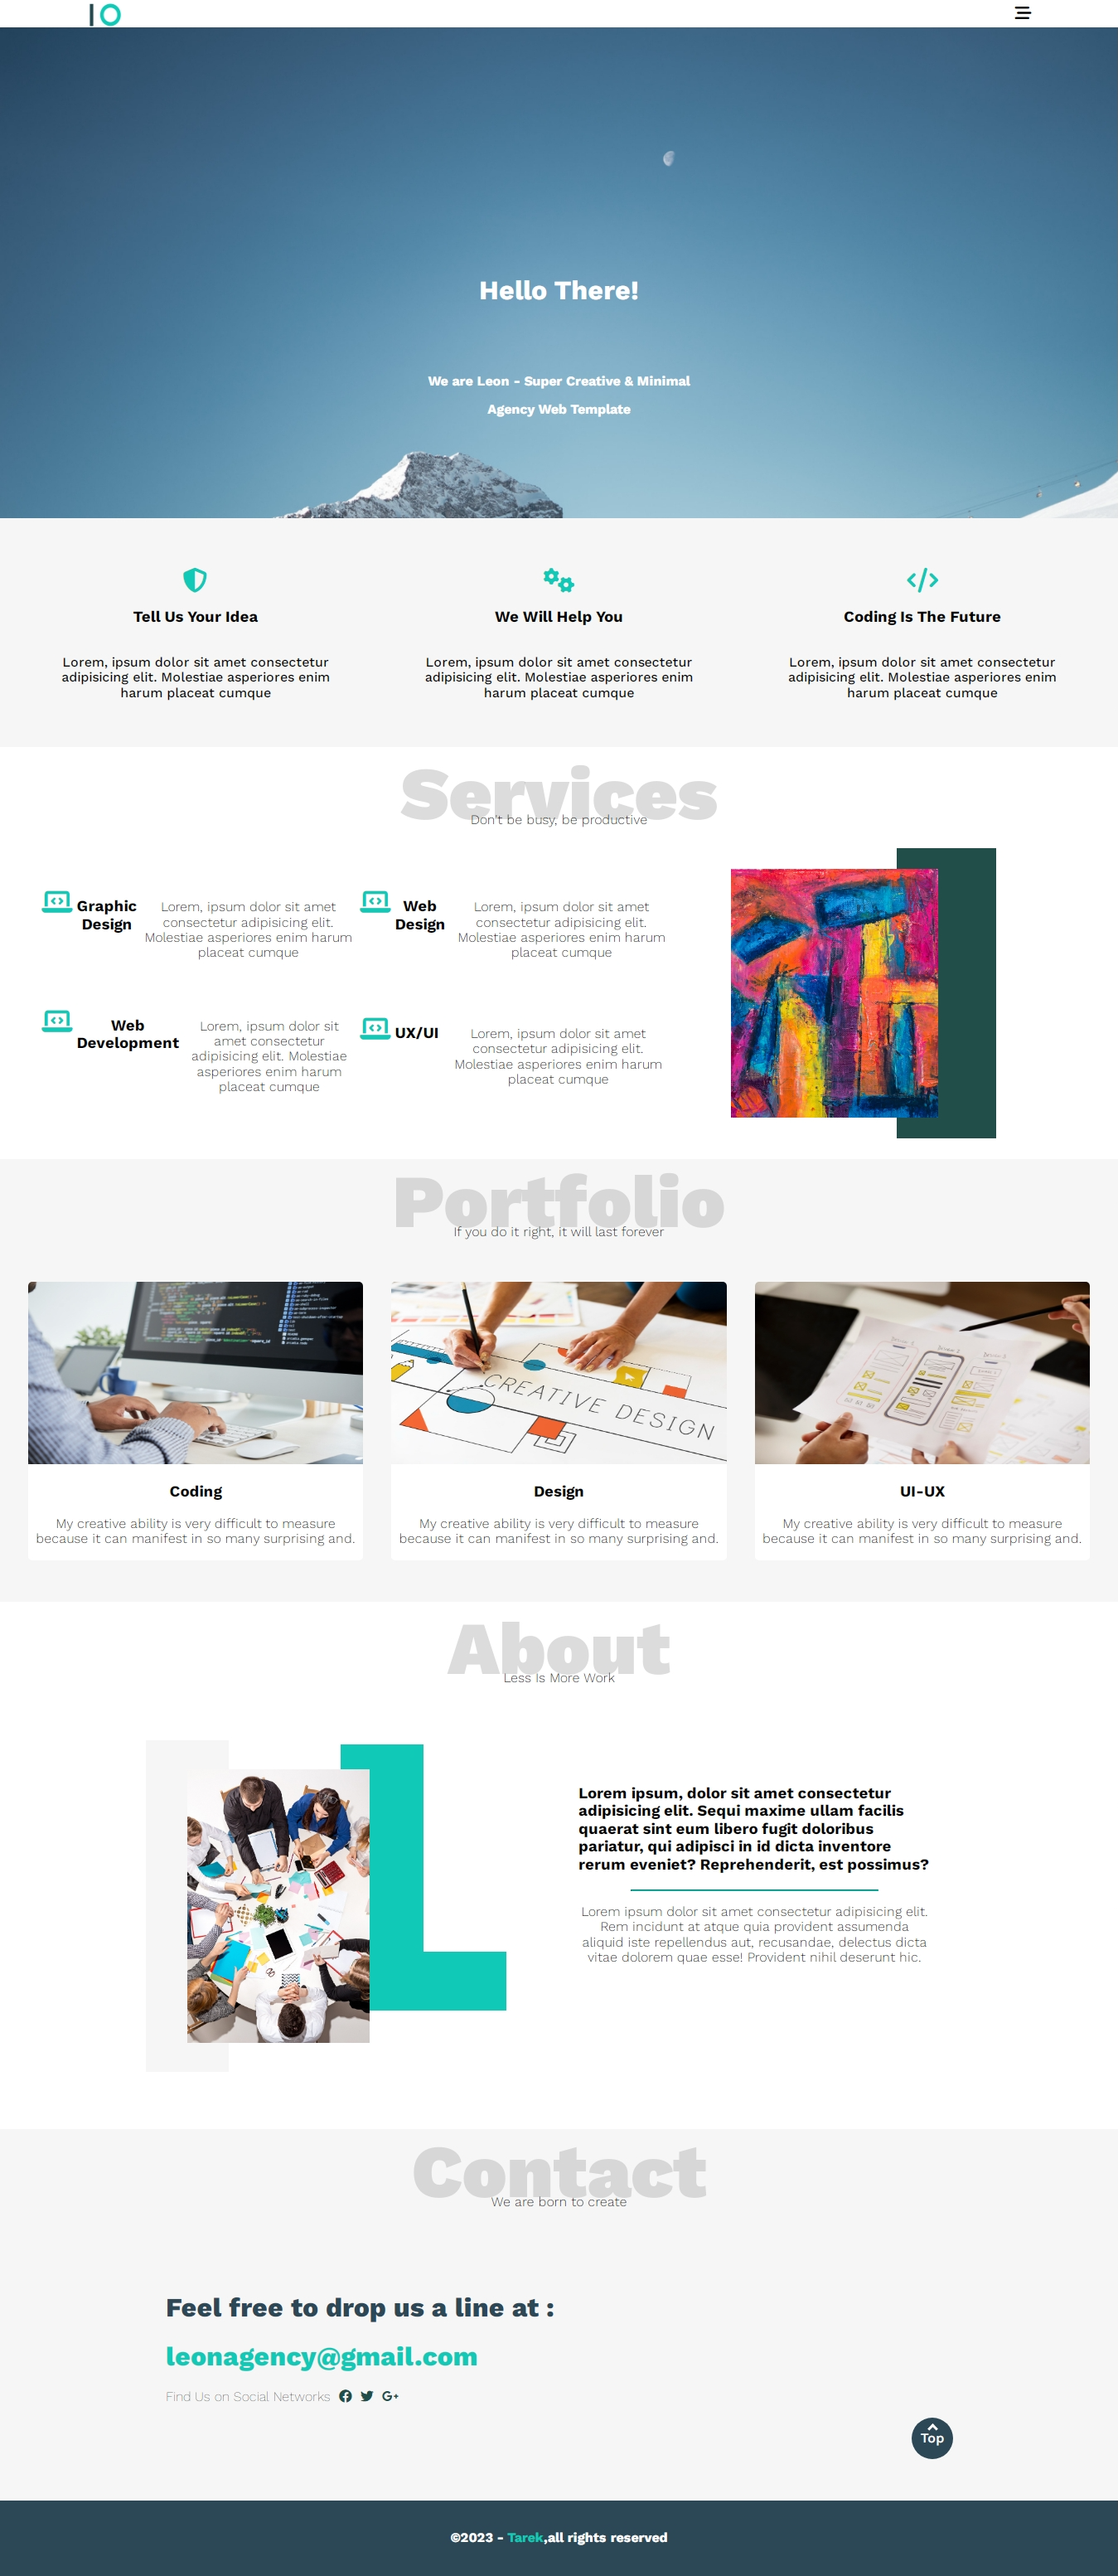 IO
Hello There!
We are Leon - Super Creative & Minimal
Agency Web Template
Tell Us Your Idea
Lorem, ipsum dolor sit amet consectetur
adipisicing elit. Molestiae asperiores enim
harum placeat cumque
We Will Help You
Lorem, ipsum dolor sit amet consectetur
adipisicing elit. Molestiae asperiores enim
harum placeat cumque
Coding Is The Future
Lorem, ipsum dolor sit amet consectetur
adipisicing elit. Molestiae asperiores enim
harum placeat cumque
Services
Don't be busy, be productive
Graphic
Design
Lorem, ipsum dolor sit amet
consectetur adipisicing elit.
Molestiae asperiores enim harum
placeat cumque
Web
Design
Lorem, ipsum dolor sit amet
consectetur adipisicing elit.
Molestiae asperiores enim harum
placeat cumque
Web
Development
Lorem, ipsum dolor sit
amet consectetur
adipisicing elit. Molestiae
asperiores enim harum
placeat cumque
UX/UI
Lorem, ipsum dolor sit amet
consectetur adipisicing elit.
Molestiae asperiores enim harum
placeat cumque
Portfolio
If you do it right, it will last forever
CREATIVE DESIGN
Coding
My creative ability is very difficult to measure
because it can manifest in so many surprising and.
Design
My creative ability is very difficult to measure
because it can manifest in so many surprising and.
UI-UX
My creative ability is very difficult to measure
because it can manifest in so many surprising and.
About
Less Is More Work
Lorem ipsum, dolor sit amet consectetur
adipisicing elit. Sequi maxime ullam facilis
quaerat sint eum libero fugit doloribus
pariatur, qui adipisci in id dicta inventore
rerum eveniet? Reprehenderit, est possimus?
Lorem ipsum dolor sit amet consectetur adipisicing elit.
Rem incidunt at atque quia provident assumenda
aliquid iste repellendus aut, recusandae, delectus dicta
vitae dolorem quae esse! Provident nihil deserunt hic.
Contact
We are born to create
Feel free to drop us a line at :
leonagency@gmail.com
Find Us on Social Networks
Top
©2023 - Tarek,all rights reserved